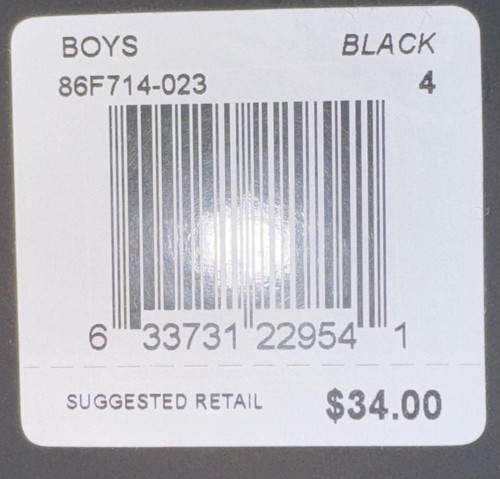 BOYS BLACK
86F714-023 4
6 33731 22954 1
SUGGESTED RETAIL $34.00